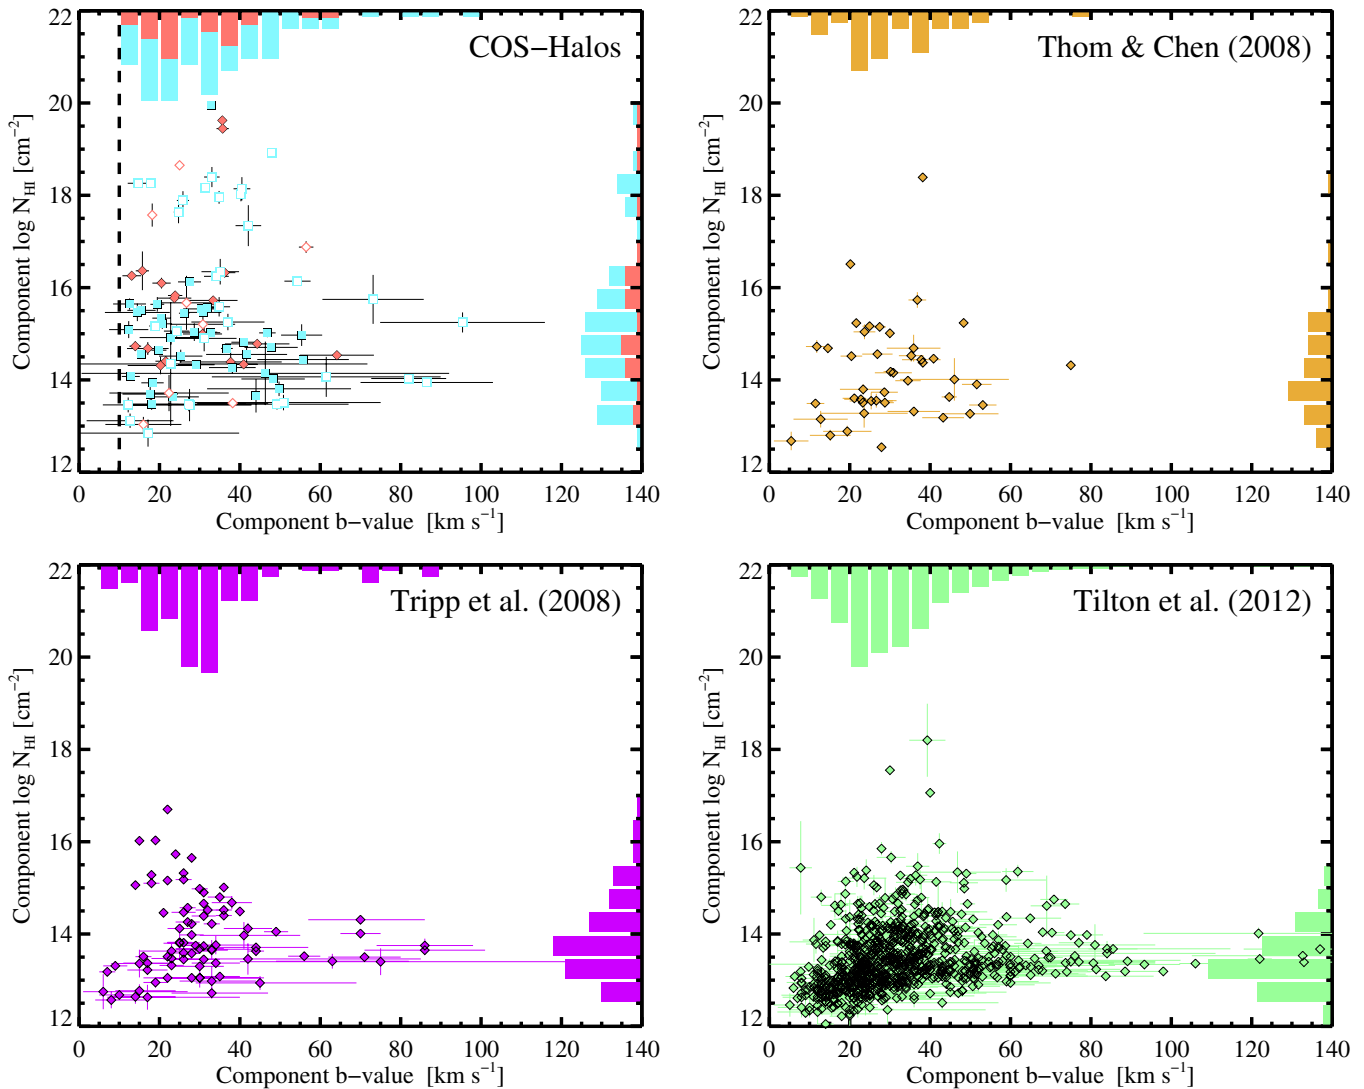 COS−Halos
22
20
18
16
14
12
Component log N_HI [cm⁻²]
0 20 40 60 80 100 120 140
Component b−value [km s⁻¹]
Thom & Chen (2008)
22
20
18
16
14
12
Component log N_HI [cm⁻²]
0 20 40 60 80 100 120 140
Component b−value [km s⁻¹]
Tripp et al. (2008)
22
20
18
16
14
12
Component log N_HI [cm⁻²]
0 20 40 60 80 100 120 140
Component b−value [km s⁻¹]
Tilton et al. (2012)
22
20
18
16
14
12
Component log N_HI [cm⁻²]
0 20 40 60 80 100 120 140
Component b−value [km s⁻¹]